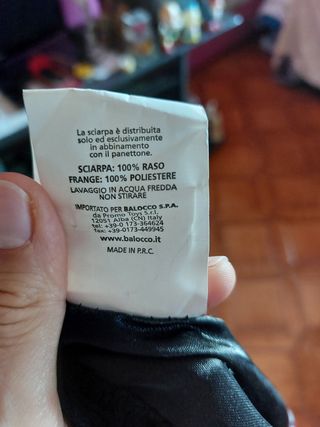 La sciarpa è distribuita
solo ed esclusivamente
in abbinamento
con il panettone.
SCIARPA: 100% RASO
FRANGE: 100% POLIESTERE
LAVAGGIO IN ACQUA FREDDA
NON STIRARE
IMPORTATO PER BALOCCO S.P.A.
da Promo Toys S.r.l,
12051 Alba (CN) Italy
tel: +39-0 173-364624
fax: +39-0173-449945
www.balocco.it
MADE IN P.R.C.